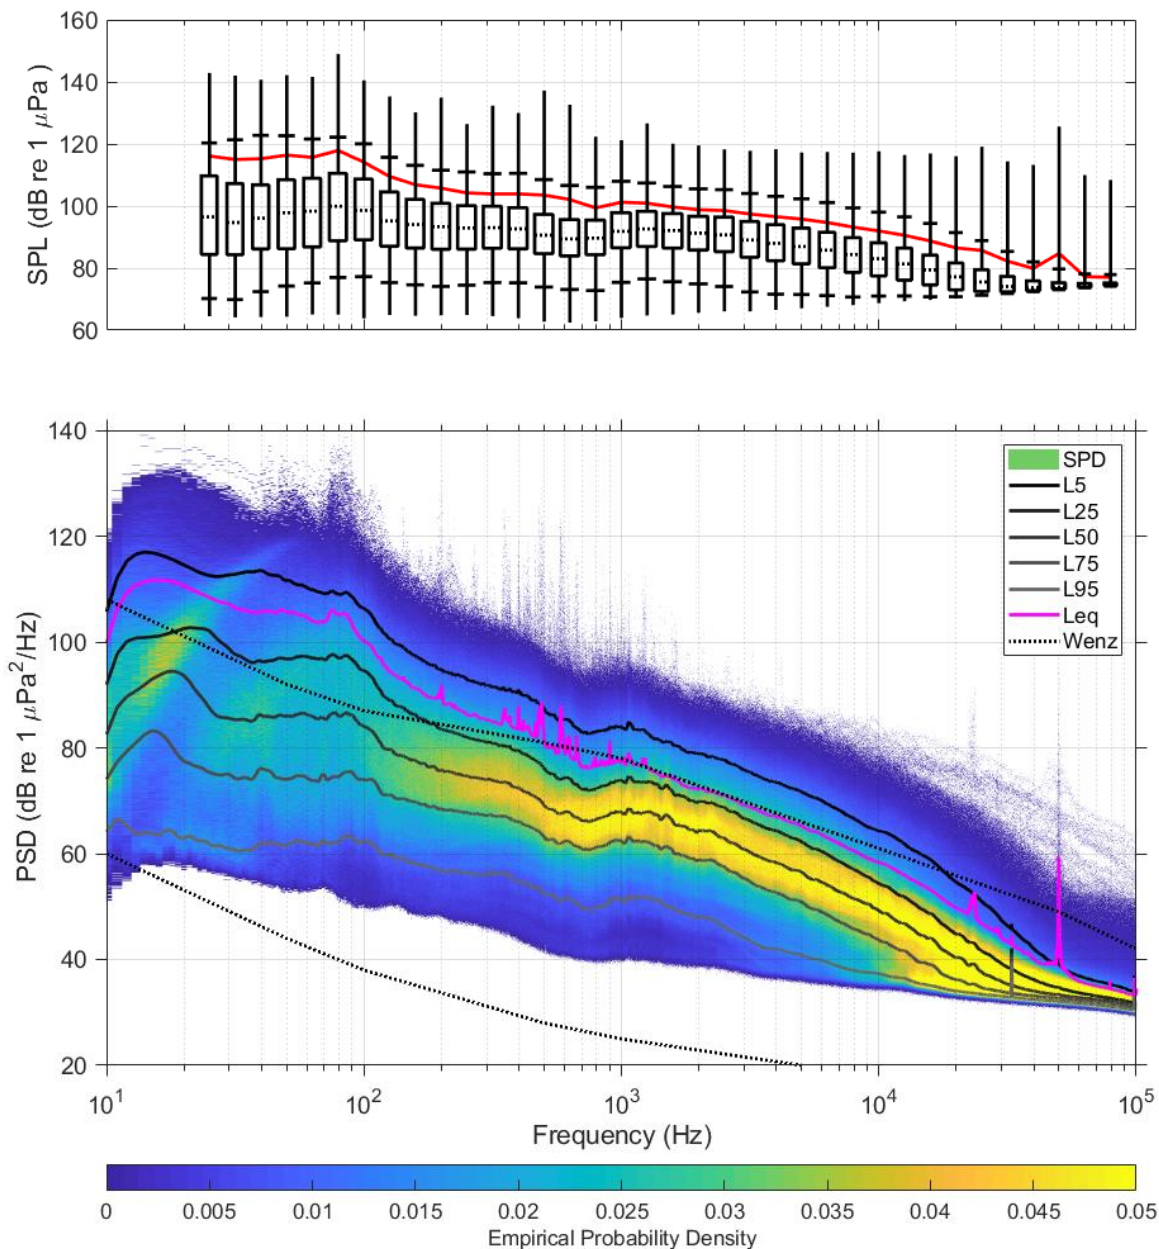 160
140
120
100
80
60
SPL (dB re 1 μPa)
140
120
100
80
60
40
20
PSD (dB re 1 μPa²/Hz)
SPD
L5
L25
L50
L75
L95
Leq
Wenz
10¹ 10² 10³ 10⁴ 10⁵
Frequency (Hz)
0 0.005 0.01 0.015 0.02 0.025 0.03 0.035 0.04 0.045 0.05
Empirical Probability Density